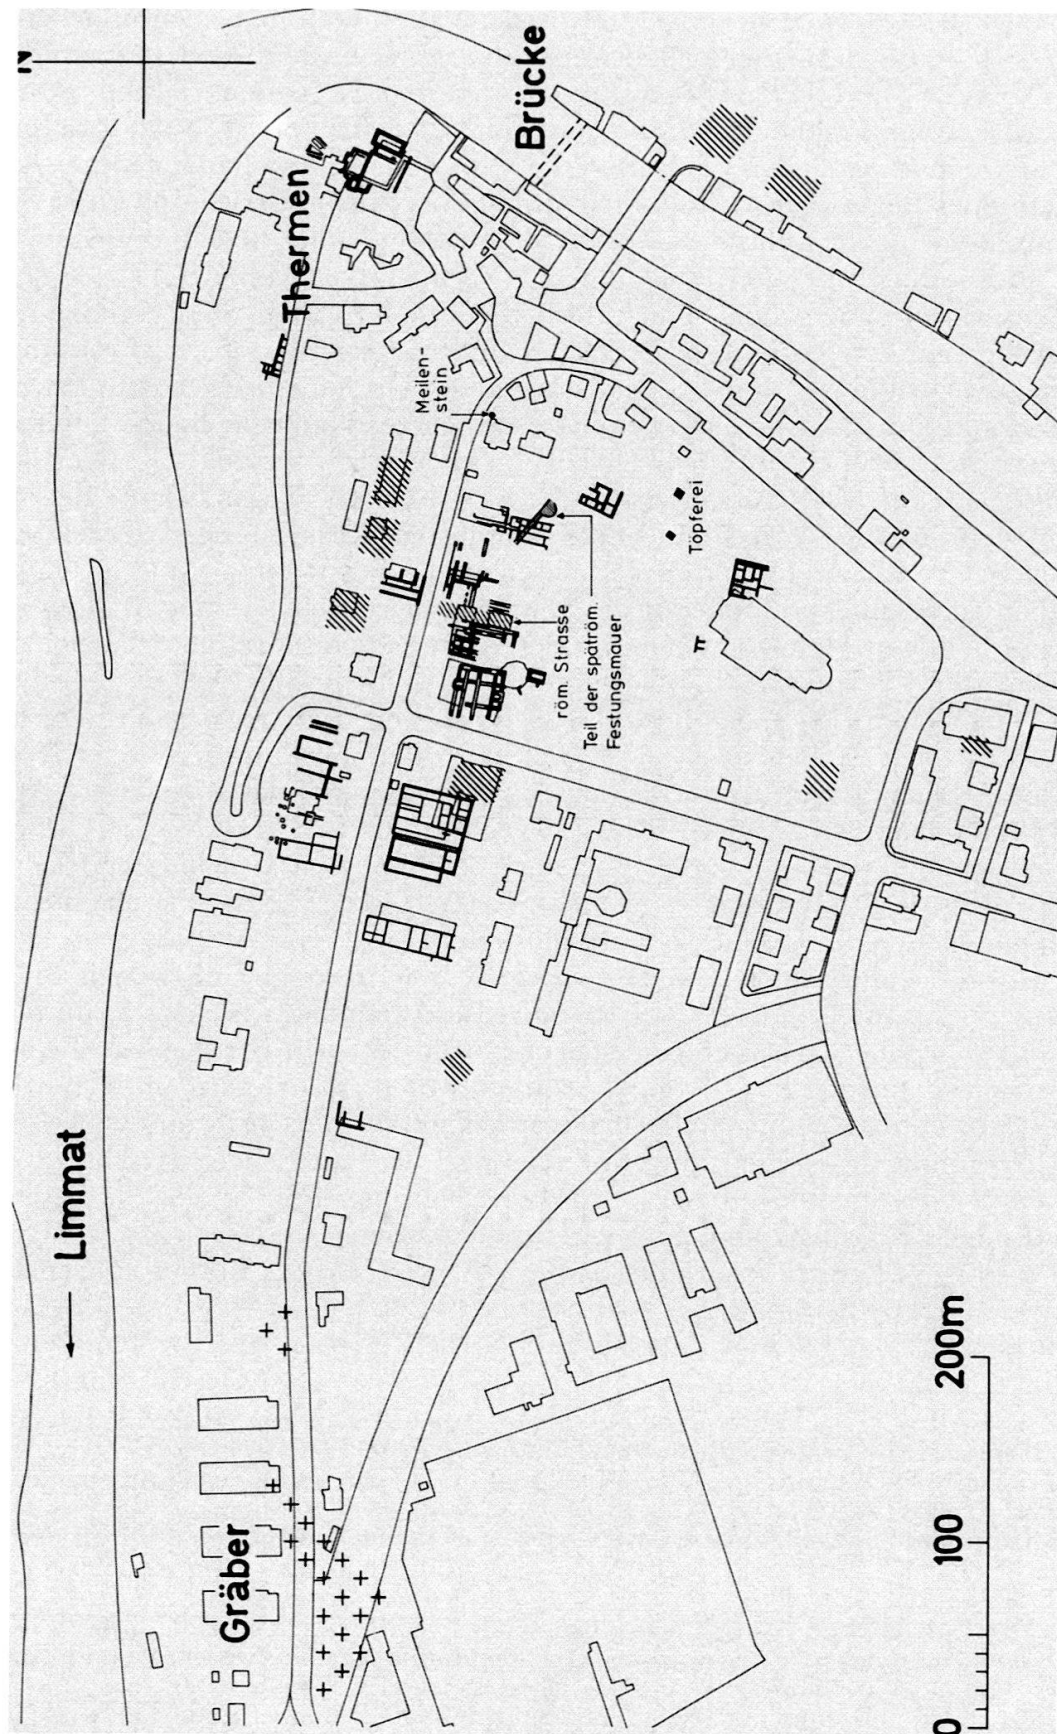 N
Brücke
Thermen
Meilen-
stein
Töpferei
röm. Strasse
Teil der spätröm.
Festungsmauer
Limmat
Gräber
0
100
200m